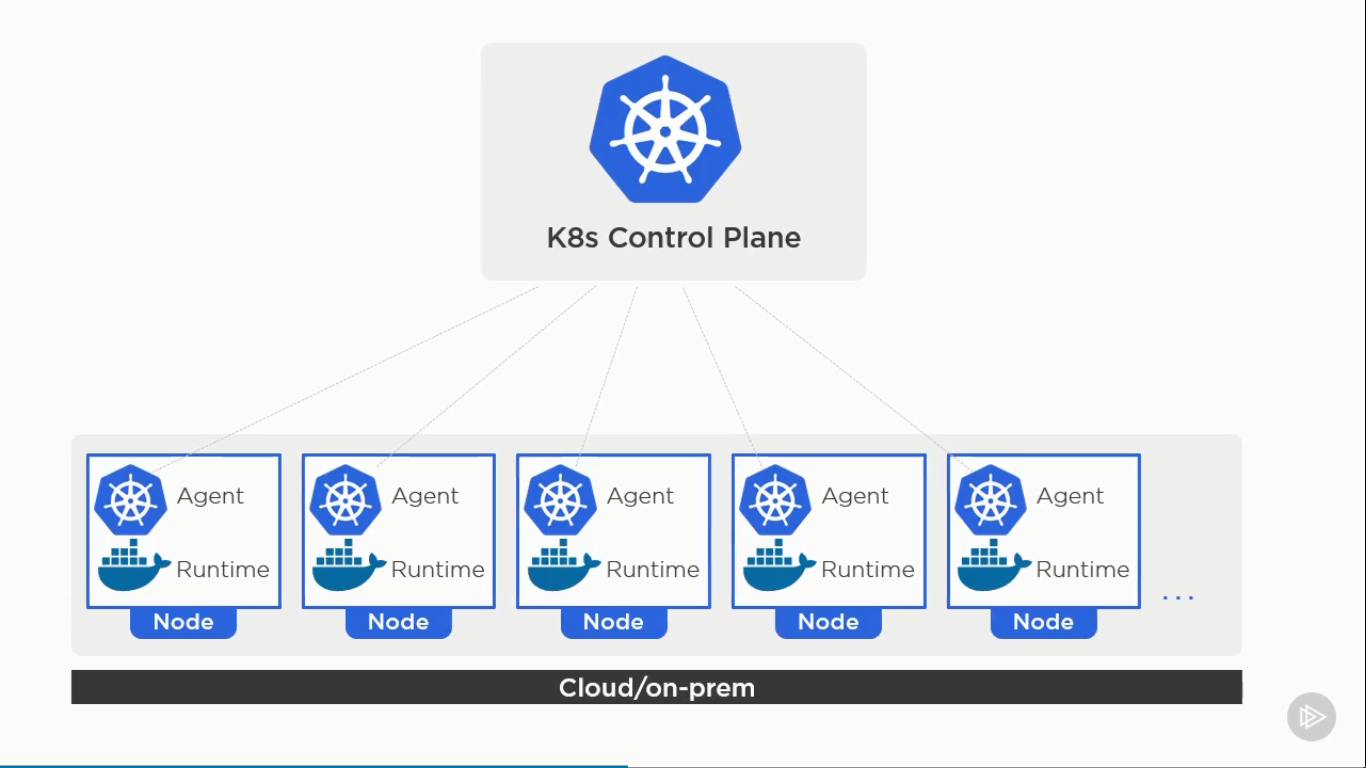 K8s Control Plane
Agent
Runtime
Node
Agent
Runtime
Node
Agent
Runtime
Node
Agent
Runtime
Node
Agent
Runtime
Node
...
Cloud/on-prem